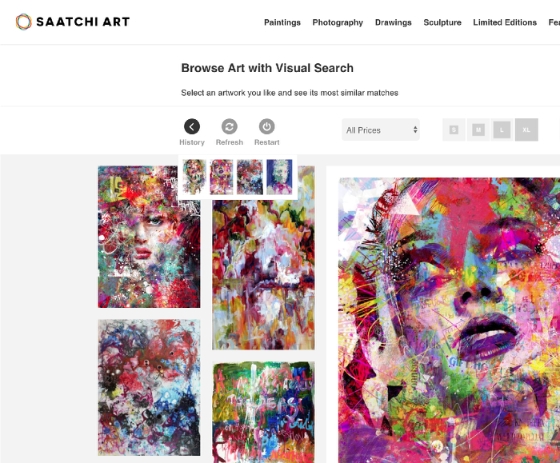 SAATCHI ART
Paintings Photography Drawings Sculpture Limited Editions Fea
Browse Art with Visual Search
Select an artwork you like and see its most similar matches
All Prices S M L XL
History Refresh Restart